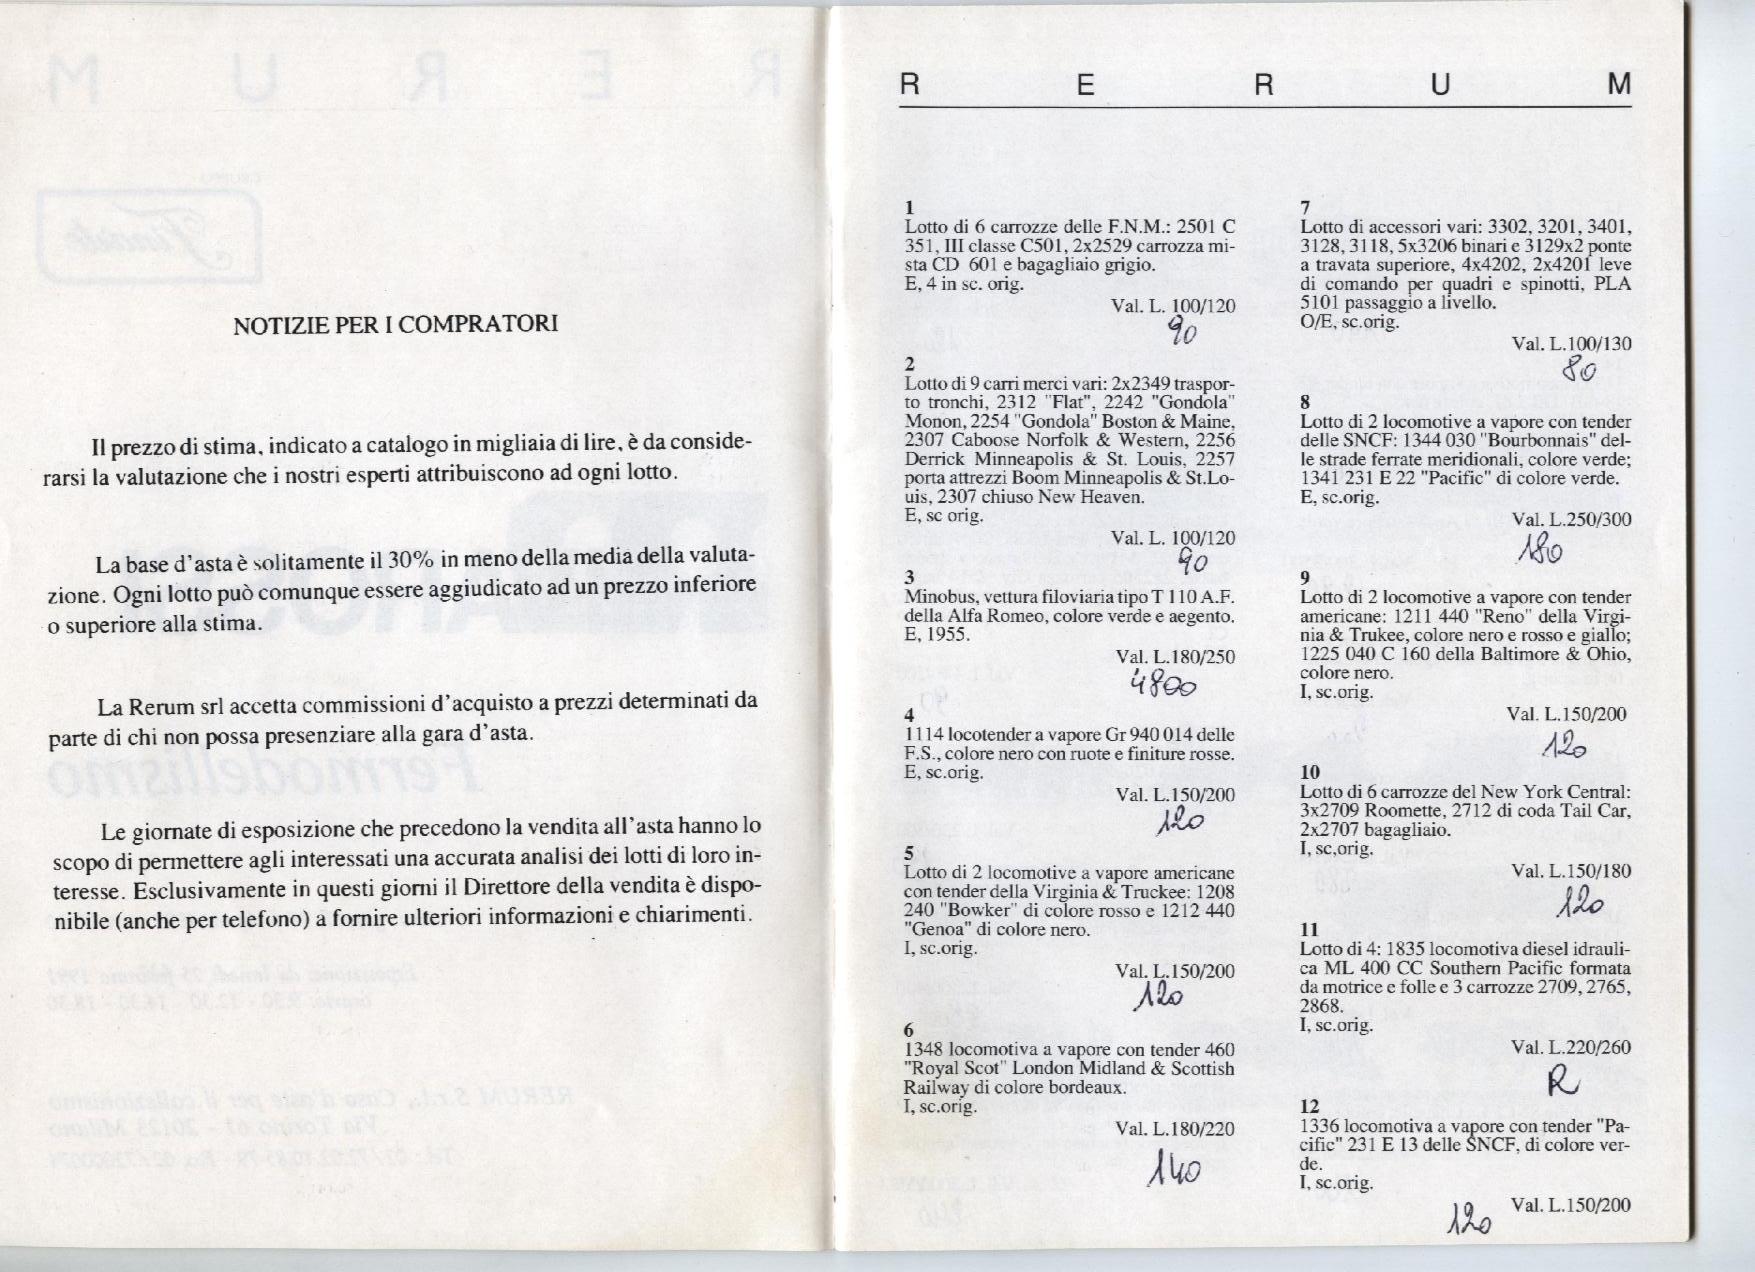 NOTIZIE PER I COMPRATORI
Il prezzo di stima, indicato a catalogo in migliaia di lire, è da conside-
rarsi la valutazione che i nostri esperti attribuiscono ad ogni lotto.
La base d'asta è solitamente il 30% in meno della media della valuta-
zione. Ogni lotto può comunque essere aggiudicato ad un prezzo inferiore
o superiore alla stima.
La Rerum srl accetta commissioni d'acquisto a prezzi determinati da
parte di chi non possa presenziare alla gara d'asta.
Le giornate di esposizione che precedono la vendita all'asta hanno lo
scopo di permettere agli interessati una accurata analisi dei lotti di loro in-
teresse. Esclusivamente in questi giorni il Direttore della vendita è dispo-
nibile (anche per telefono) a fornire ulteriori informazioni e chiarimenti.
R E R U M
1
Lotto di 6 carrozze delle F.N.M.: 2501 C
351, III classe C501, 2x2529 carrozza mi-
sta CD 601 e bagagliaio grigio.
E, 4 in sc. orig.
Val. L. 100/120
90
2
Lotto di 9 carri merci vari: 2x2349 traspor-
to tronchi, 2312 "Flat", 2242 "Gondola"
Monon, 2254 "Gondola" Boston & Maine,
2307 Caboose Norfolk & Western, 2256
Derrick Minneapolis & St. Louis, 2257
porta attrezzi Boom Minneapolis & St.Lo-
uis, 2307 chiuso New Heaven.
E, sc orig.
Val. L. 100/120
90
3
Minobus, vettura filoviaria tipo T 110 A.F.
della Alfa Romeo, colore verde e aegento.
E, 1955.
Val. L.180/250
4800
4
1114 locotender a vapore Gr 940 014 delle
F.S., colore nero con ruote e finiture rosse.
E, sc.orig.
Val. L.150/200
120
5
Lotto di 2 locomotive a vapore americane
con tender della Virginia & Truckee: 1208
240 "Bowker" di colore rosso e 1212 440
"Genoa" di colore nero.
I, sc.orig.
Val. L.150/200
120
6
1348 locomotiva a vapore con tender 460
"Royal Scot" London Midland & Scottish
Railway di colore bordeaux.
I, sc.orig.
Val. L.180/220
140
7
Lotto di accessori vari: 3302, 3201, 3401,
3128, 3118, 5x3206 binari e 3129x2 ponte
a travata superiore, 4x4202, 2x4201 leve
di comando per quadri e spinotti, PLA
5101 passaggio a livello.
O/E, sc.orig.
Val. L.100/130
80
8
Lotto di 2 locomotive a vapore con tender
delle SNCF: 1344 030 "Bourbonnais" del-
le strade ferrate meridionali, colore verde;
1341 231 E 22 "Pacific" di colore verde.
E, sc.orig.
Val. L.250/300
180
9
Lotto di 2 locomotive a vapore con tender
americane: 1211 440 "Reno" della Virgi-
nia & Trukee, colore nero e rosso e giallo;
1225 040 C 160 della Baltimore & Ohio,
colore nero.
I, sc.orig.
Val. L.150/200
120
10
Lotto di 6 carrozze del New York Central:
3x2709 Roomette, 2712 di coda Tail Car,
2x2707 bagagliaio.
I, sc,orig.
Val. L.150/180
120
11
Lotto di 4: 1835 locomotiva diesel idrauli-
ca ML 400 CC Southern Pacific formata
da motrice e folle e 3 carrozze 2709, 2765,
2868.
I, sc.orig.
Val. L.220/260
R
12
1336 locomotiva a vapore con tender "Pa-
cific" 231 E 13 delle SNCF, di colore ver-
de.
I, sc.orig.
Val. L.150/200
120